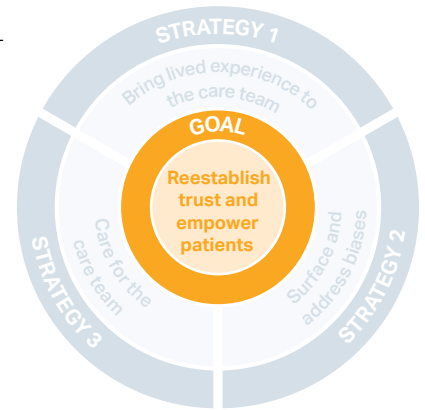 STRATEGY 1
Bring lived experience to
the care team
GOAL
Reestablish
trust and
empower
patients
STRATEGY 2
Surface and
address biases
STRATEGY 3
Care for the
care team